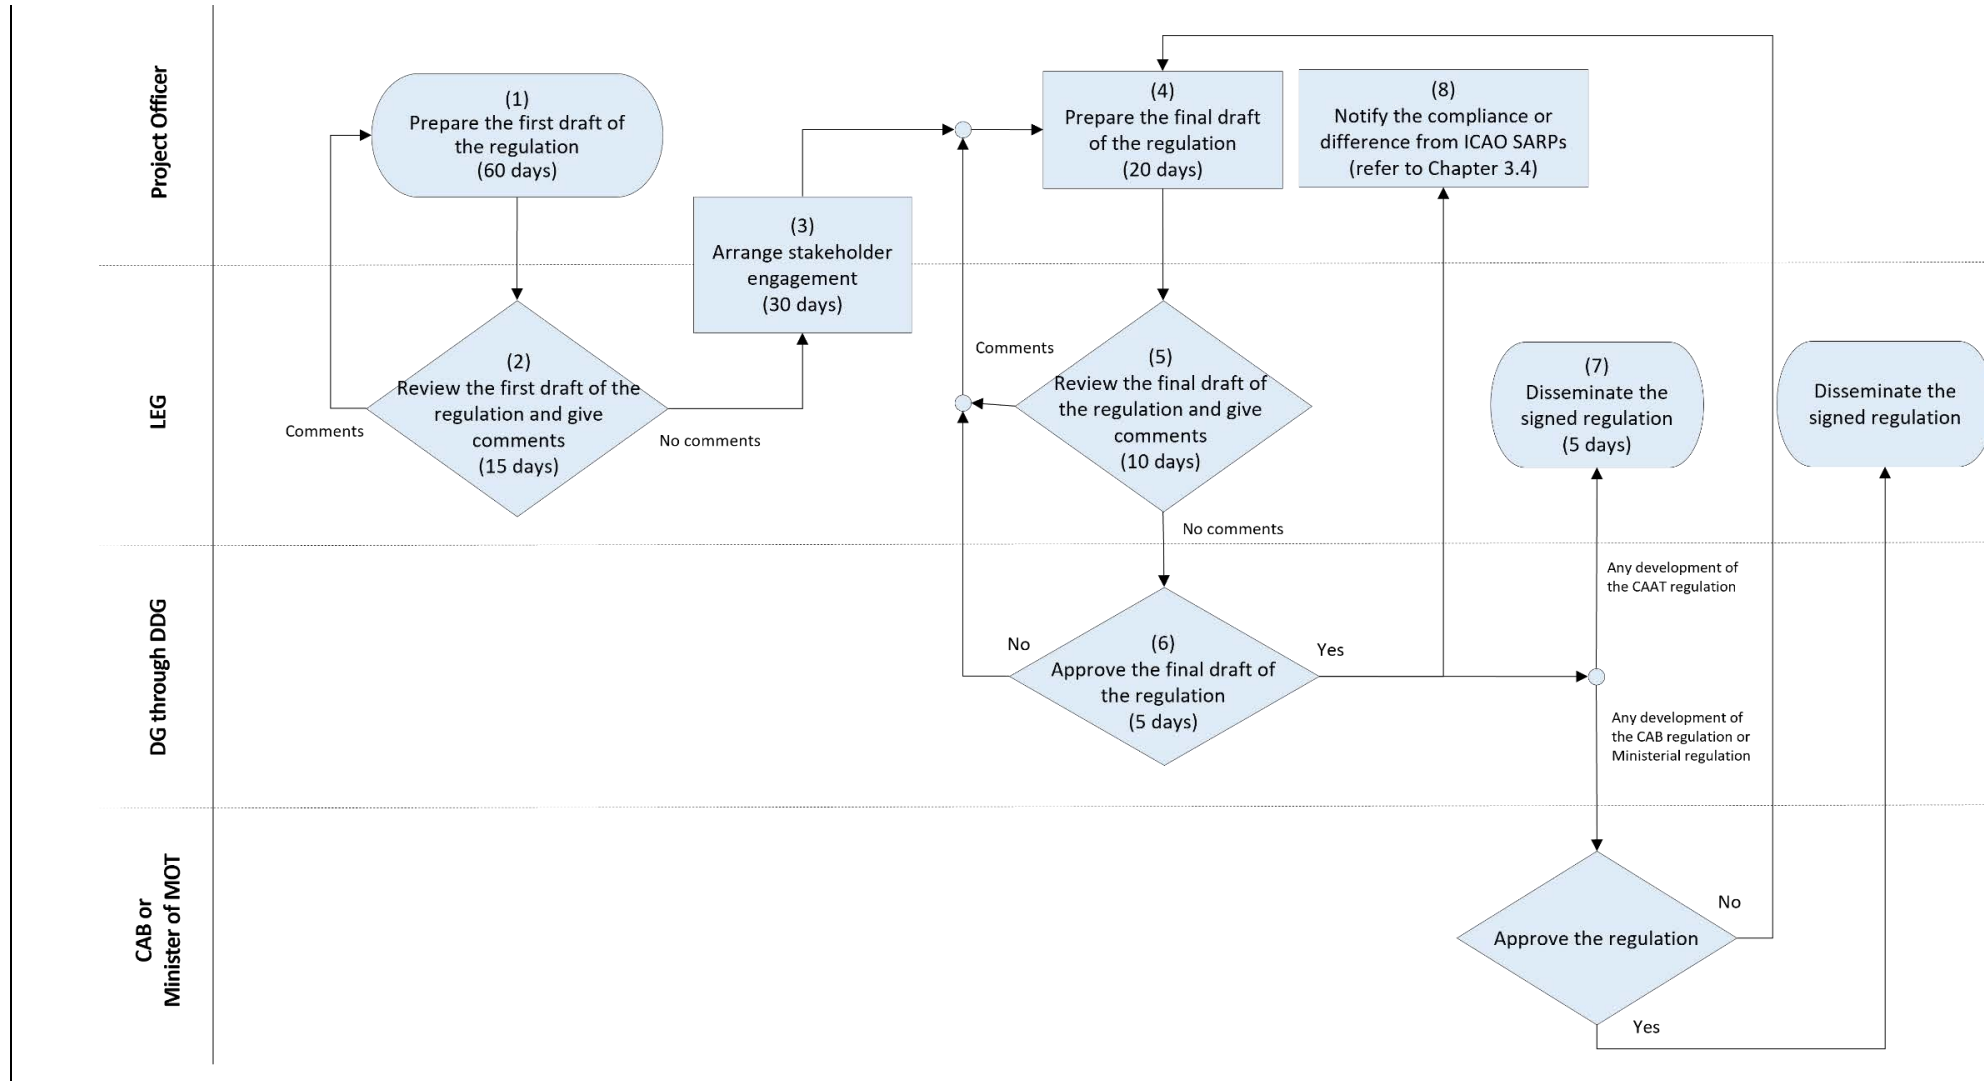 Project Officer
(1)
Prepare the first draft of
the regulation
(60 days)
(3)
Arrange stakeholder
engagement
(30 days)
(4)
Prepare the final draft
of the regulation
(20 days)
(8)
Notify the compliance or
difference from ICAO SARPs
(refer to Chapter 3.4)
LEG
(2)
Review the first draft of the
regulation and give
comments
(15 days)
Comments
No comments
Comments
(5)
Review the final draft of
the regulation and give
comments
(10 days)
No comments
(7)
Disseminate the
signed regulation
(5 days)
Disseminate the
signed regulation
DG through DDG
No
(6)
Approve the final draft of
the regulation
(5 days)
Yes
Any development of
the CAAT regulation
Any development of
the CAB regulation or
Ministerial regulation
CAB or
Minister of MOT
Approve the regulation
No
Yes